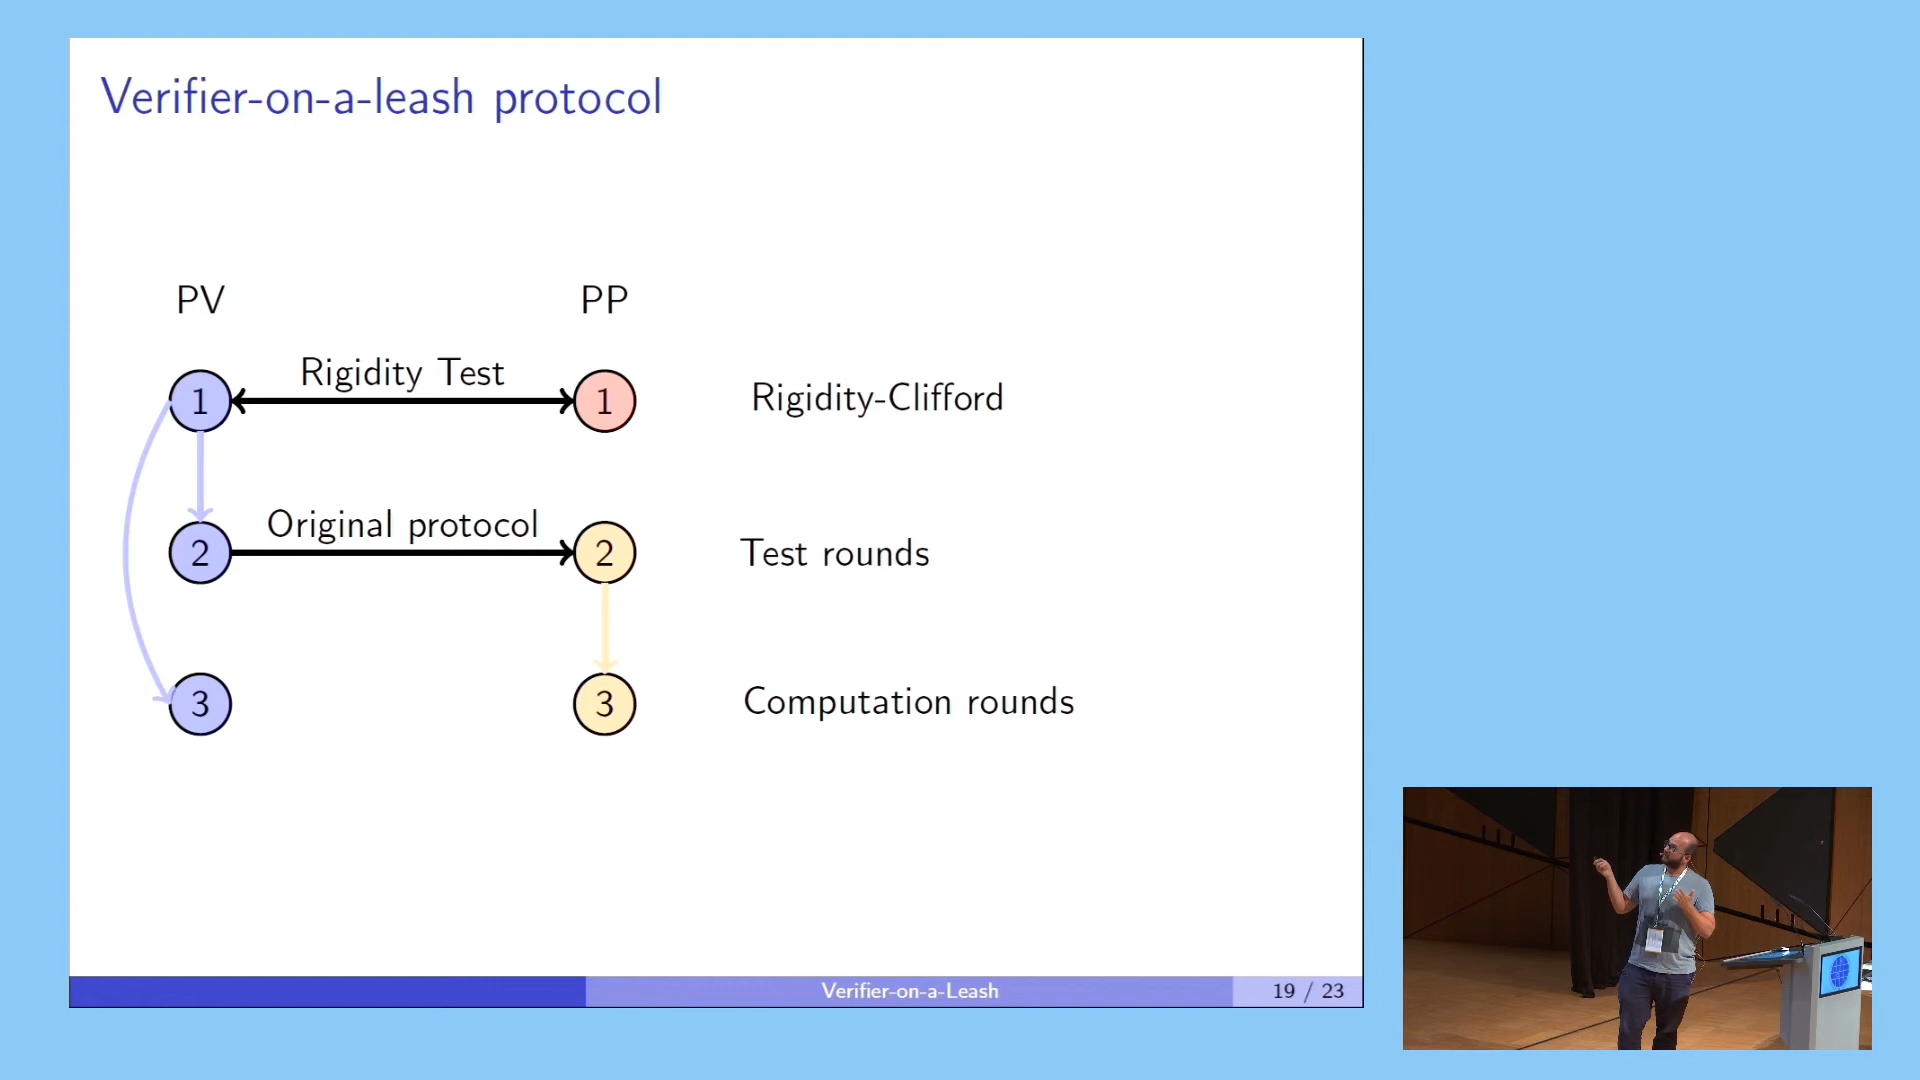 Verifier-on-a-leash protocol
PV
PP
1
Rigidity Test
1
Rigidity-Clifford
2
Original protocol
2
Test rounds
3
3
Computation rounds
Verifier-on-a-Leash
19 / 23